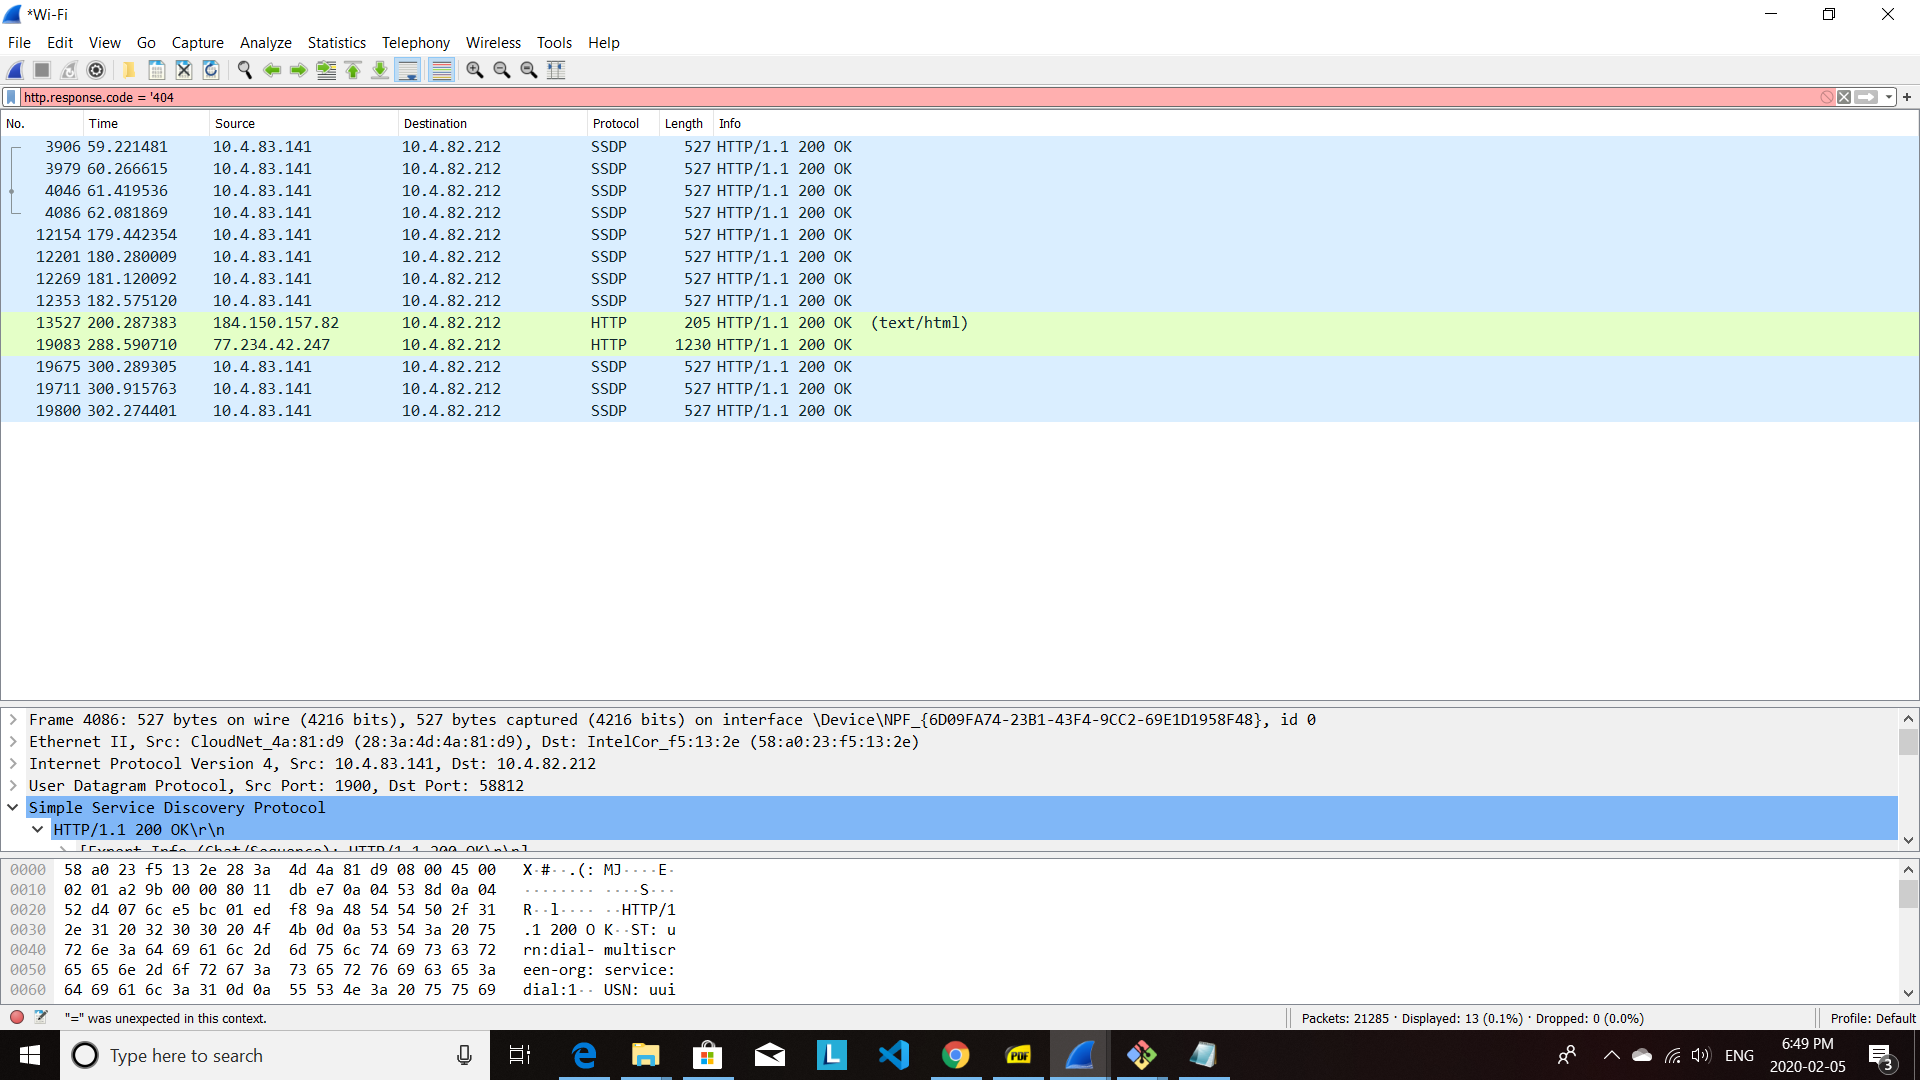 *Wi-Fi
File Edit View Go Capture Analyze Statistics Telephony Wireless Tools Help
http.response.code = '404
No. Time Source Destination Protocol Length Info
3906 59.221481 10.4.83.141 10.4.82.212 SSDP 527 HTTP/1.1 200 OK
3979 60.266615 10.4.83.141 10.4.82.212 SSDP 527 HTTP/1.1 200 OK
4046 61.419536 10.4.83.141 10.4.82.212 SSDP 527 HTTP/1.1 200 OK
4086 62.081869 10.4.83.141 10.4.82.212 SSDP 527 HTTP/1.1 200 OK
12154 179.442354 10.4.83.141 10.4.82.212 SSDP 527 HTTP/1.1 200 OK
12201 180.280009 10.4.83.141 10.4.82.212 SSDP 527 HTTP/1.1 200 OK
12269 181.120092 10.4.83.141 10.4.82.212 SSDP 527 HTTP/1.1 200 OK
12353 182.575120 10.4.83.141 10.4.82.212 SSDP 527 HTTP/1.1 200 OK
13527 200.287383 184.150.157.82 10.4.82.212 HTTP 205 HTTP/1.1 200 OK (text/html)
19083 288.590710 77.234.42.247 10.4.82.212 HTTP 1230 HTTP/1.1 200 OK
19675 300.289305 10.4.83.141 10.4.82.212 SSDP 527 HTTP/1.1 200 OK
19711 300.915763 10.4.83.141 10.4.82.212 SSDP 527 HTTP/1.1 200 OK
19800 302.274401 10.4.83.141 10.4.82.212 SSDP 527 HTTP/1.1 200 OK
Frame 4086: 527 bytes on wire (4216 bits), 527 bytes captured (4216 bits) on interface \Device\NPF_{6D09FA74-23B1-43F4-9CC2-69E1D1958F48}, id 0
Ethernet II, Src: CloudNet_4a:81:d9 (28:3a:4d:4a:81:d9), Dst: IntelCor_f5:13:2e (58:a0:23:f5:13:2e)
Internet Protocol Version 4, Src: 10.4.83.141, Dst: 10.4.82.212
User Datagram Protocol, Src Port: 1900, Dst Port: 58812
Simple Service Discovery Protocol
HTTP/1.1 200 OK\r\n
[Expert Info (Chat/Sequence): HTTP/1.1 200 OK\r\n]
0000 58 a0 23 f5 13 2e 28 3a 4d 4a 81 d9 08 00 45 00 X·#··.(: MJ····E·
0010 02 01 a2 9b 00 00 80 11 db e7 0a 04 53 8d 0a 04 ········ ····S···
0020 52 d4 07 6c e5 bc 01 ed f8 9a 48 54 54 50 2f 31 R··l···· ··HTTP/1
0030 2e 31 20 32 30 30 20 4f 4b 0d 0a 53 54 3a 20 75 .1 200 O K··ST: u
0040 72 6e 3a 64 69 61 6c 2d 6d 75 6c 74 69 73 63 72 rn:dial- multiscr
0050 65 65 6e 2d 6f 72 67 3a 73 65 72 76 69 63 65 3a een-org: service:
0060 64 69 61 6c 3a 31 0d 0a 55 53 4e 3a 20 75 75 69 dial:1·· USN: uui
"=" was unexpected in this context. Packets: 21285 · Displayed: 13 (0.1%) · Dropped: 0 (0.0%) Profile: Default
Type here to search
L
PDF
ENG
6:49 PM
2020-02-05
3